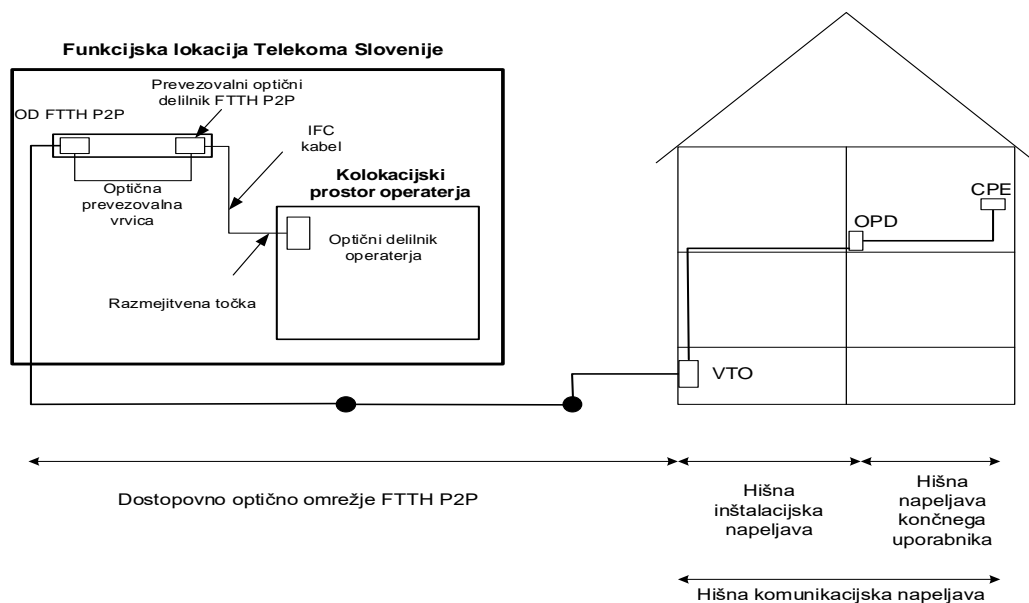 Funkcijska lokacija Telekoma Slovenije
Prevezovalni optični
delilnik FTTH P2P
OD FTTH P2P
IFC
kabel
Optična
prevezovalna
vrvica
Kolokacijski
prostor operaterja
Optični delilnik
operaterja
Razmejitvena točka
CPE
OPD
VTO
Dostopovno optično omrežje FTTH P2P
Hišna
inštalacijska
napeljava
Hišna
napeljava
končnega
uporabnika
Hišna komunikacijska napeljava